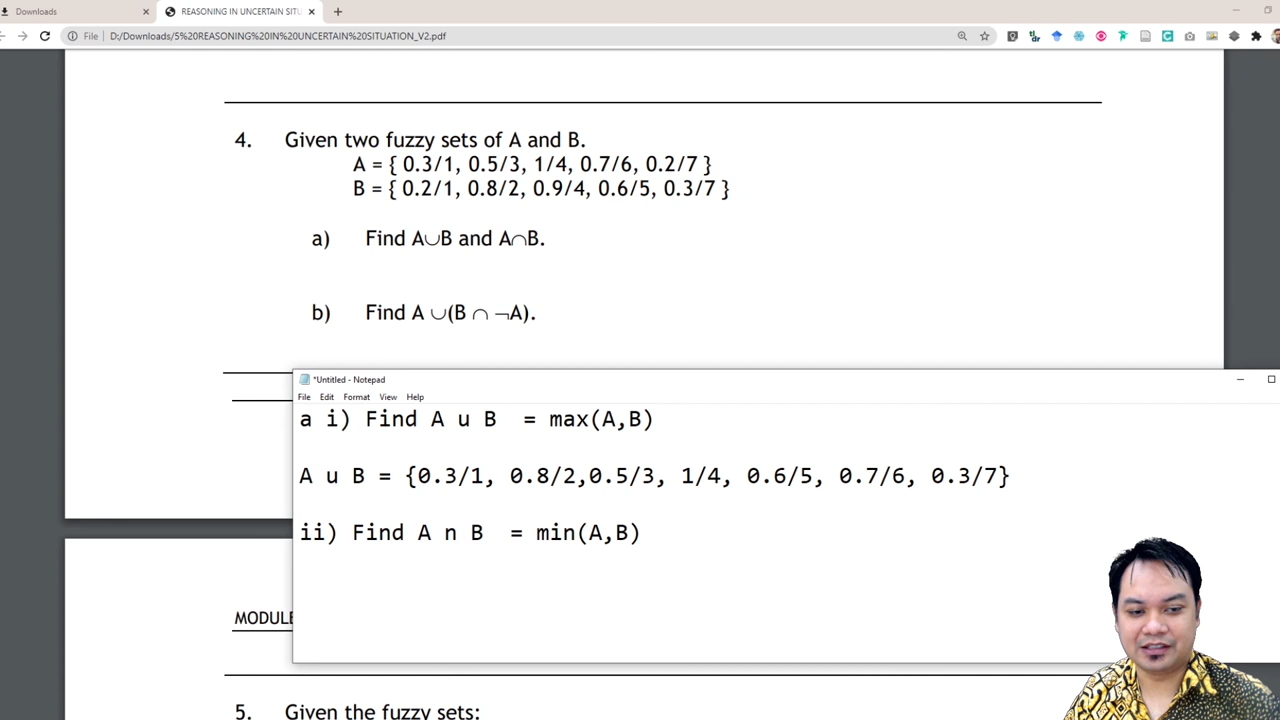 Downloads
REASONING IN UNCERTAIN SITU
File D:/Downloads/5%20REASONING%20IN%20UNCERTAIN%20SITUATION_V2.pdf
4. Given two fuzzy sets of A and B.
A = { 0.3/1, 0.5/3, 1/4, 0.7/6, 0.2/7 }
B = { 0.2/1, 0.8/2, 0.9/4, 0.6/5, 0.3/7 }
a) Find A∪B and A∩B.
b) Find A ∪(B ∩ ¬A).
*Untitled - Notepad
File Edit Format View Help
a i) Find A u B  = max(A,B)
A u B = {0.3/1, 0.8/2,0.5/3, 1/4, 0.6/5, 0.7/6, 0.3/7}
ii) Find A n B  = min(A,B)
MODULE
5. Given the fuzzy sets: